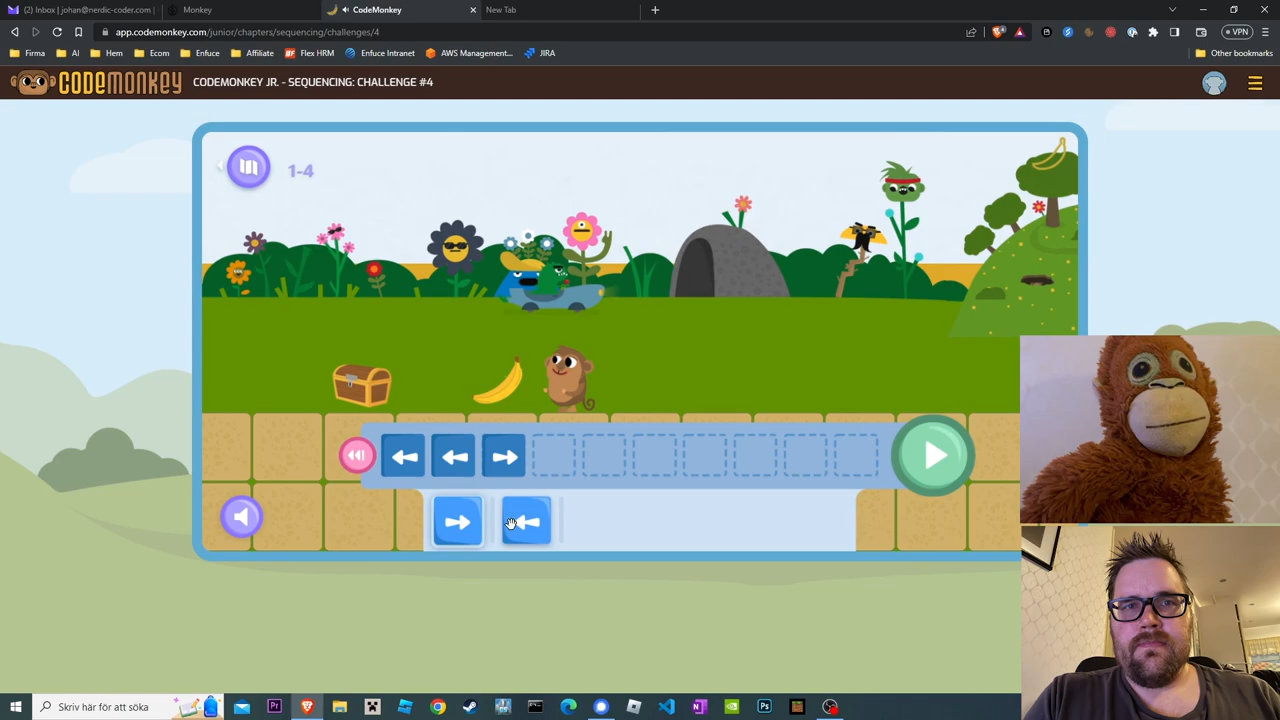 (2) Inbox | johan@nerdic-coder.com |
Monkey
CodeMonkey
New Tab
app.codemonkey.com/junior/chapters/sequencing/challenges/4
VPN
Firma
AI
Hem
Ecom
Enfuce
Affiliate
Flex HRM
Enfuce Intranet
AWS Management...
JIRA
Other bookmarks
CODEMONKEY
CODEMONKEY JR. - SEQUENCING: CHALLENGE #4
1-4
Skriv här för att söka